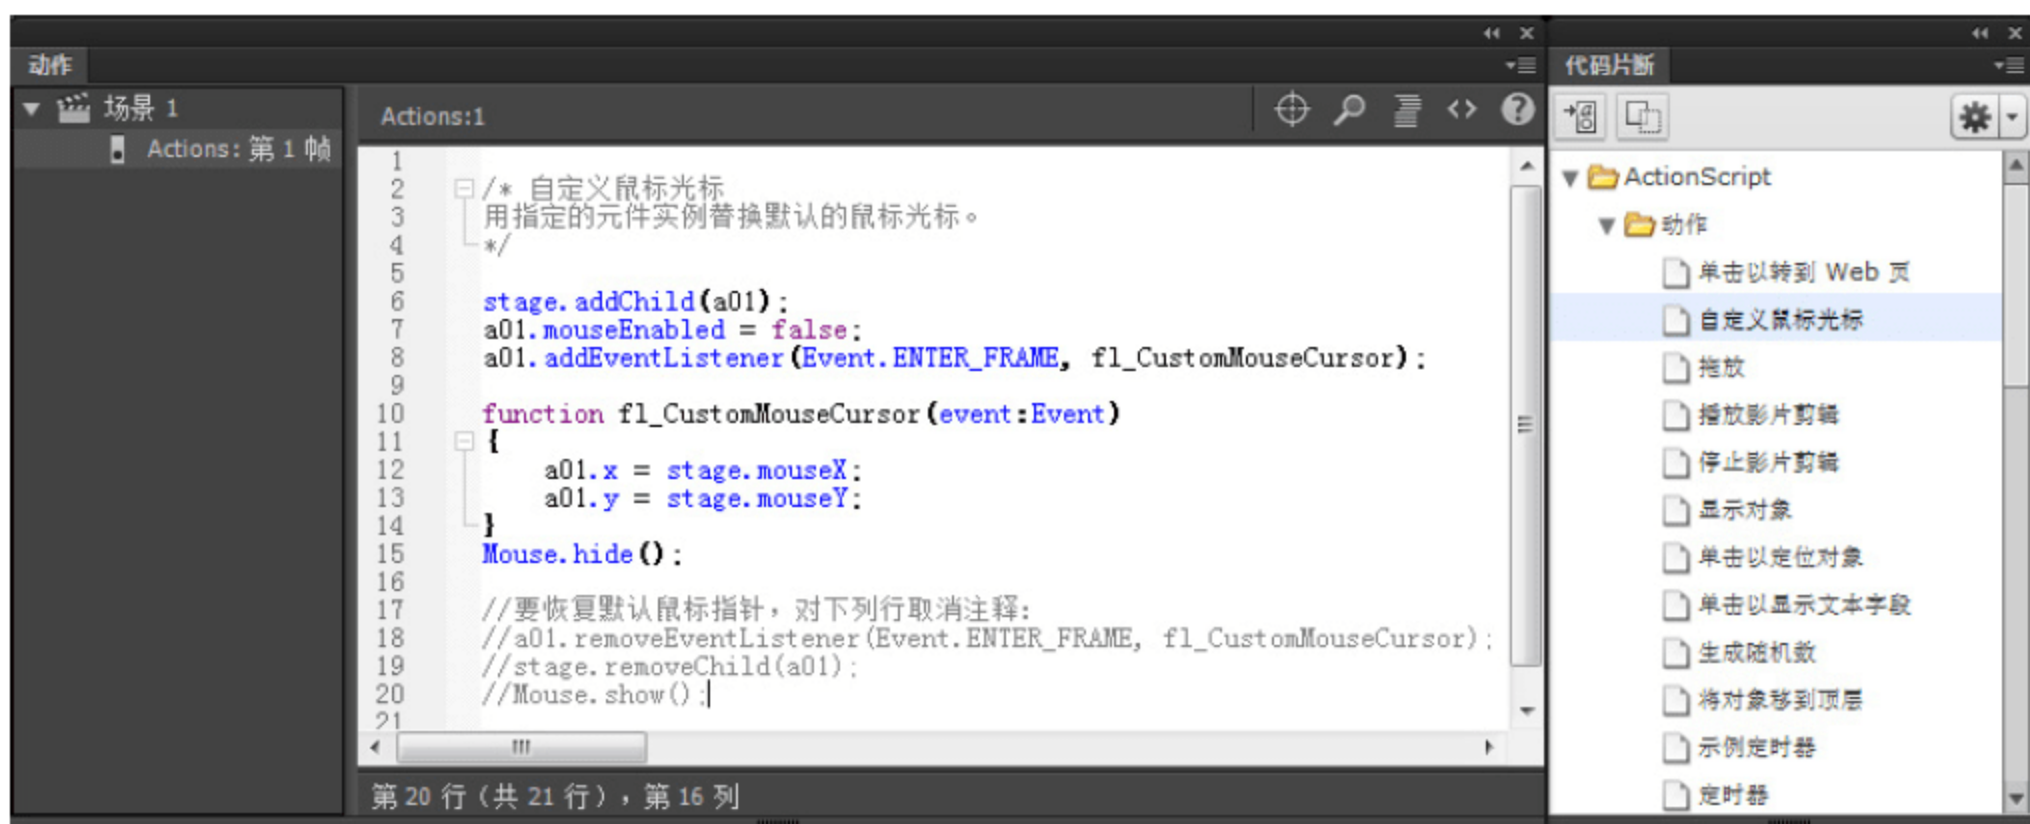 动作
场景 1
Actions: 第 1 帧
Actions:1
1
2 /* 自定义鼠标光标
3 用指定的元件实例替换默认的鼠标光标。
4 */
5
6 stage.addChild(a01);
7 a01.mouseEnabled = false;
8 a01.addEventListener(Event.ENTER_FRAME, fl_CustomMouseCursor);
9
10 function fl_CustomMouseCursor(event:Event)
11 {
12 a01.x = stage.mouseX;
13 a01.y = stage.mouseY;
14 }
15 Mouse.hide();
16
17 //要恢复默认鼠标指针，对下列行取消注释:
18 //a01.removeEventListener(Event.ENTER_FRAME, fl_CustomMouseCursor);
19 //stage.removeChild(a01);
20 //Mouse.show();
21
第 20 行（共 21 行），第 16 列
代码片断
ActionScript
动作
单击以转到 Web 页
自定义鼠标光标
拖放
播放影片剪辑
停止影片剪辑
显示对象
单击以定位对象
单击以显示文本字段
生成随机数
将对象移到顶层
示例定时器
定时器